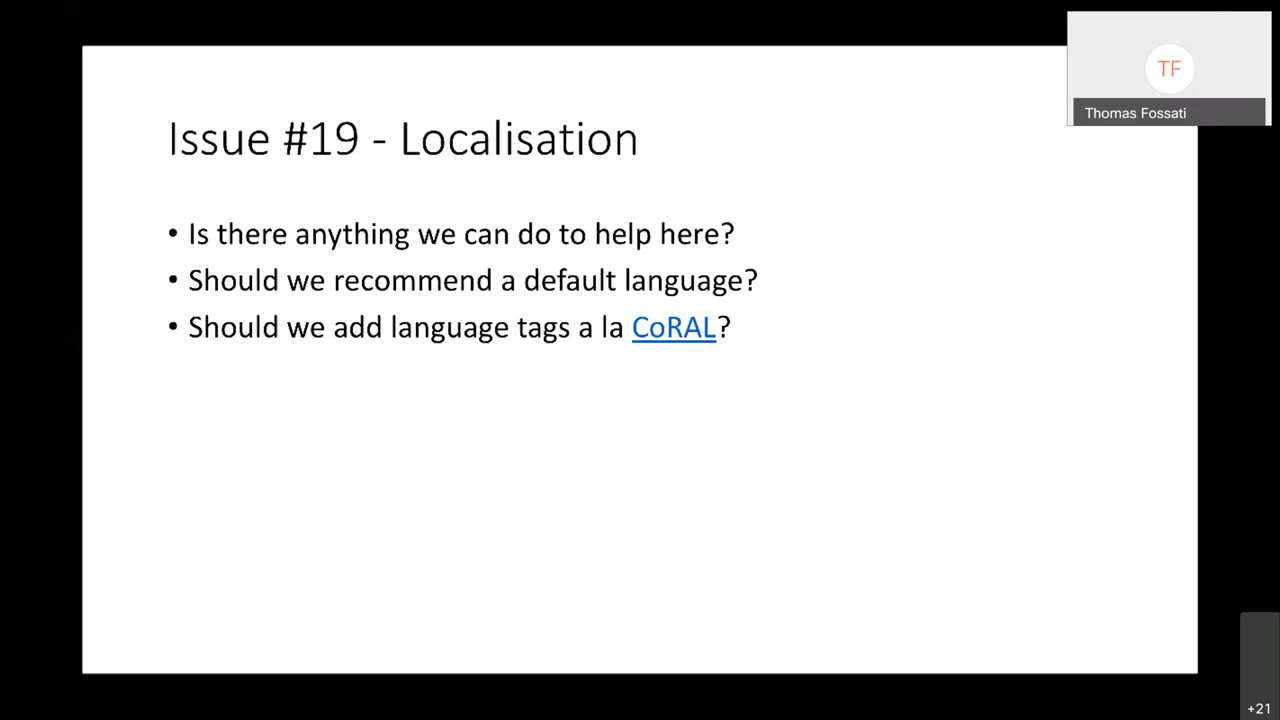 TF
Thomas Fossati
Issue #19 - Localisation
• Is there anything we can do to help here?
• Should we recommend a default language?
• Should we add language tags a la CoRAL?
+21